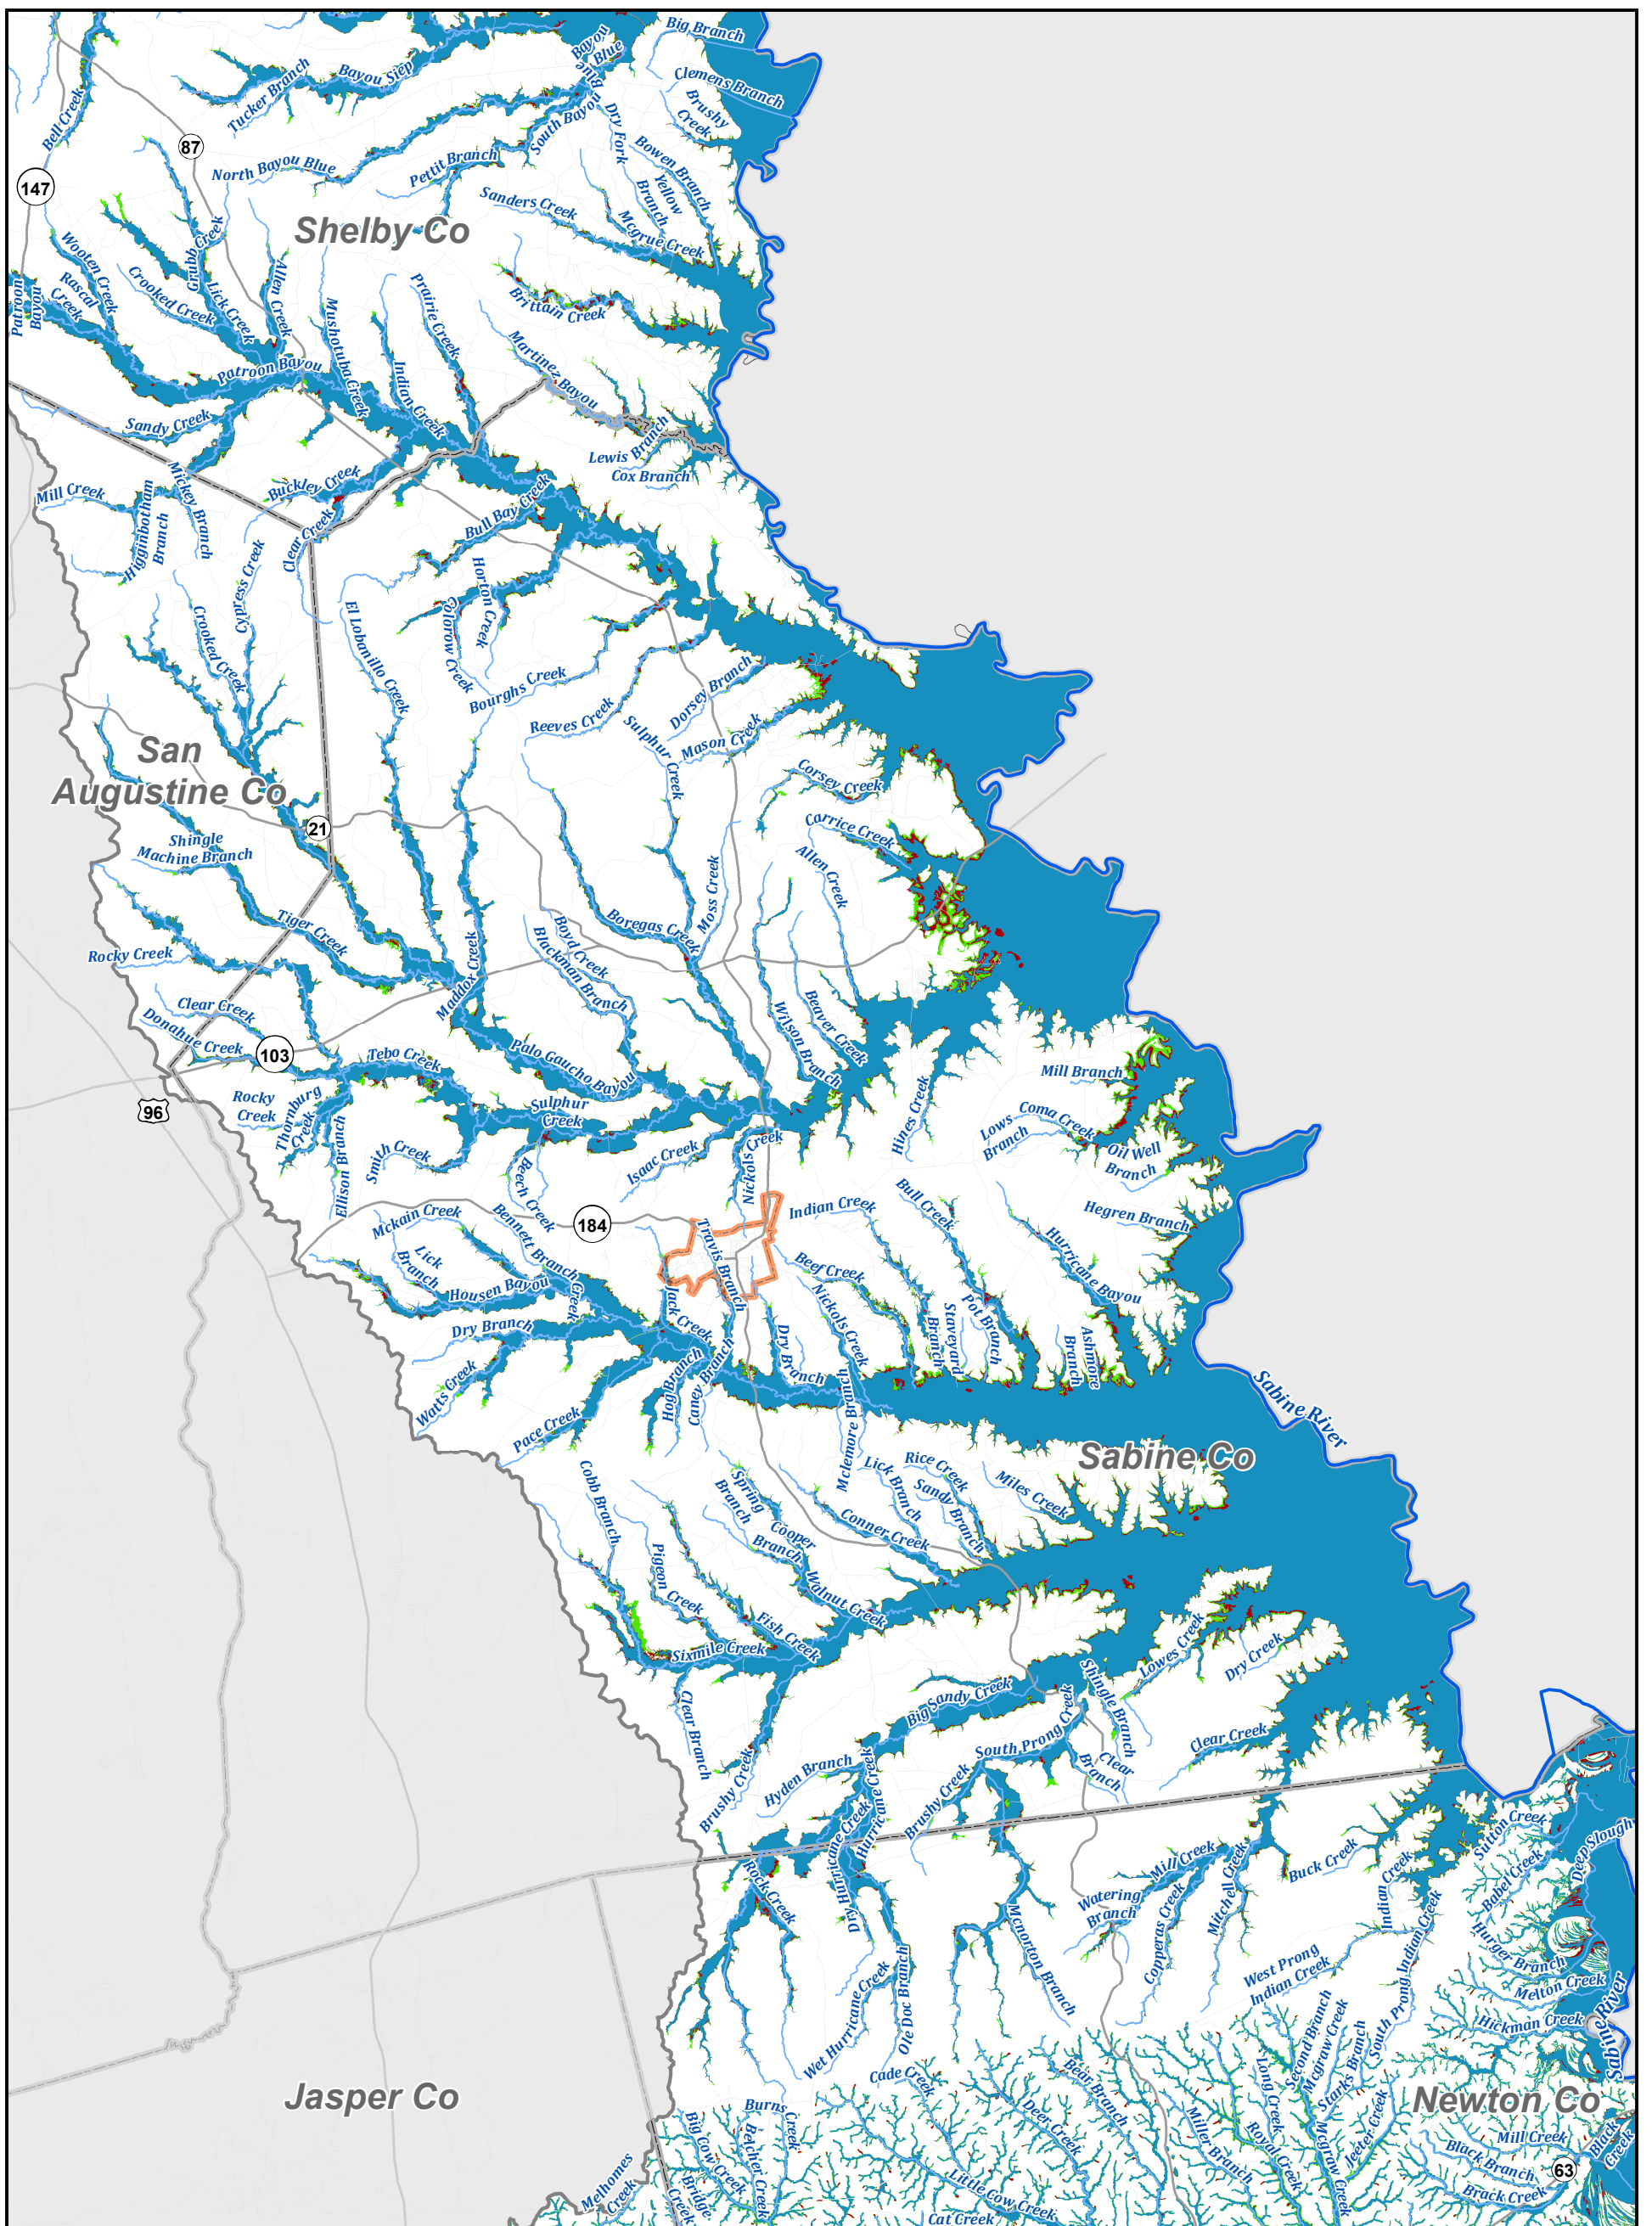 Big Branch
Bayou
Blue
Clemens Branch
Bayou Siep
Tucker Branch
Blue
South Bayou
Brushy
Creek
Bell Creek
Dry Fork
87
North Bayou Blue
Pettit Branch
Bowen Branch
147
Yellow
Branch
Sanders Creek
Mcgrue Creek
Shelby Co
Wooten Creek
Grubb Creek
Rascal
Creek
Crooked Creek
Lick Creek
Allen Creek
Patroon
Bayou
Mushotuba Creek
Prairie Creek
Brittain Creek
Martinez Bayou
Patroon Bayou
Indian Creek
Sandy Creek
Lewis Branch
Cox Branch
Mill Creek
Mickey Branch
Buckley Creek
Higginbotham
Branch
Bull Bay Creek
Clear Creek
Cypress Creek
Horton Creek
Crooked Creek
El Lobanillo Creek
Colorow Creek
Bourghs Creek
Dorsey Branch
Reeves Creek
Sulphur Creek
Mason Creek
San
Augustine Co
Corsey Creek
21
Carrice Creek
Shingle
Machine Branch
Allen Creek
Moss Creek
Tiger Creek
Boregas Creek
Boyd Creek
Blackman Branch
Rocky Creek
Maddox Creek
Clear Creek
Donahue Creek
103
Wilson Branch
Beaver Creek
Tebo Creek
Palo Gaucho Bayou
Mill Branch
96
Rocky
Creek
Thornburg
Creek
Sulphur
Creek
Hines Creek
Lows
Branch
Coma Creek
Oil Well
Branch
Ellison Branch
Smith Creek
Beech Creek
Isaac Creek
Nickols Creek
Mckain Creek
Bennett Branch
184
Travis Branch
Indian Creek
Bull Creek
Hegren Branch
Lick
Branch
Housen Bayou
Creek
Beef Creek
Hurricane Bayou
Jack Creek
Nickols Creek
Dry Branch
Pot Branch
Staveyard
Branch
Ashmore
Branch
Dry Branch
Watts Creek
Hog Branch
Caney Branch
Mclemore Branch
Sabine River
Pace Creek
Sabine Co
Cobb Branch
Spring
Branch
Lick Branch
Rice Creek
Sandy
Branch
Miles Creek
Cooper
Branch
Conner Creek
Pigeon
Creek
Walnut Creek
Fish Creek
Sixmile Creek
Lowes Creek
Dry Creek
Clear Branch
Big Sandy Creek
Shingle Branch
South Prong Creek
Clear Creek
Brushy Creek
Hyden Branch
Clear
Branch
Brushy Creek
Hurricane Creek
Dry Hurricane Creek
Sutton Creek
Deep Slough
Rock Creek
Mill Creek
Buck Creek
Babel Creek
Watering
Branch
Mitchell Creek
Indian Creek
Copperas Creek
Mcnorton Branch
Hurger
Branch
West Prong
Indian Creek
South Prong Indian Creek
Melton Creek
Wet Hurricane Creek
Ole Doc Branch
Second Branch
Mcgraw Creek
Starks Branch
Hickman Creek
Sabine River
Jasper Co
Cade Creek
Bear Branch
Long Creek
Newton Co
Burns Creek
Deer Creek
Big Cow Creek
Belcher Creek
Miller Branch
Royal Creek
Mcgraw Creek
Jeeter Creek
Mill Creek
Black Branch
Black
Creek
63
Melhomes
Creek
Bridge
Creek
Little Cow Creek
Brack Creek
Cat Creek